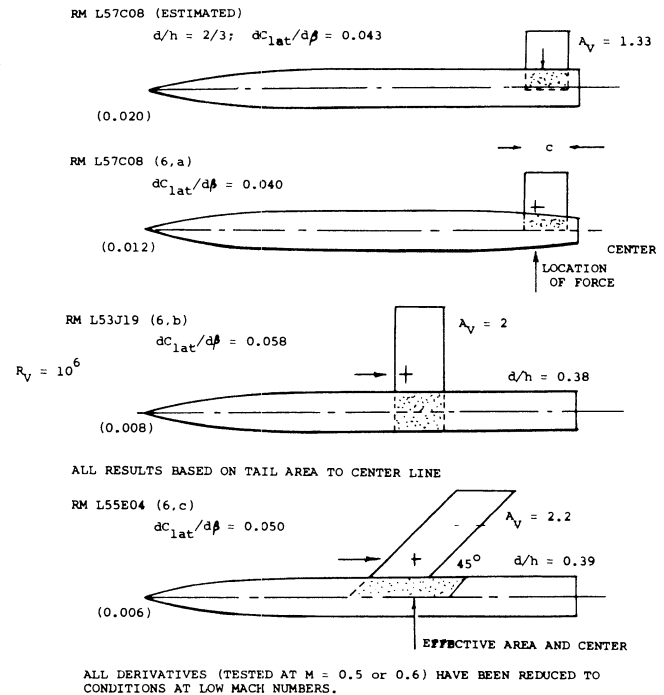 RM L57C08 (ESTIMATED)
d/h = 2/3; dC_lat/dβ = 0.043
A_V = 1.33
(0.020)
c
RM L57C08 (6,a)
dC_lat/dβ = 0.040
(0.012)
CENTER
LOCATION
OF FORCE
RM L53J19 (6,b)
dC_lat/dβ = 0.058
A_V = 2
R_V = 10^6
d/h = 0.38
(0.008)
ALL RESULTS BASED ON TAIL AREA TO CENTER LINE
RM L55E04 (6,c)
dC_lat/dβ = 0.050
A_V = 2.2
45° d/h = 0.39
(0.006)
EFFECTIVE AREA AND CENTER
ALL DERIVATIVES (TESTED AT M = 0.5 or 0.6) HAVE BEEN REDUCED TO
CONDITIONS AT LOW MACH NUMBERS.